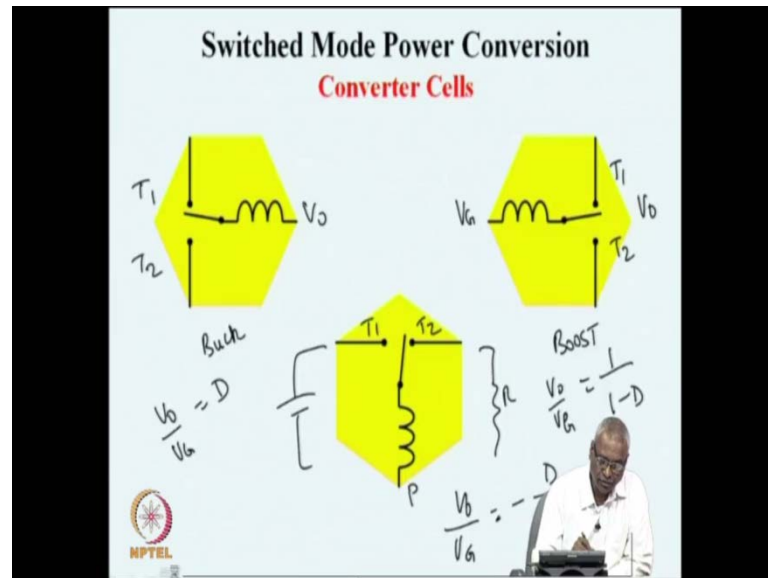 Switched Mode Power Conversion
Converter Cells
T1
T2
V0
Buck
V0/VG = D
VG
T1
V0
T2
BOOST
V0/VG = 1/1-D
T1
T2
R
P
V0/VG = - D
NPTEL